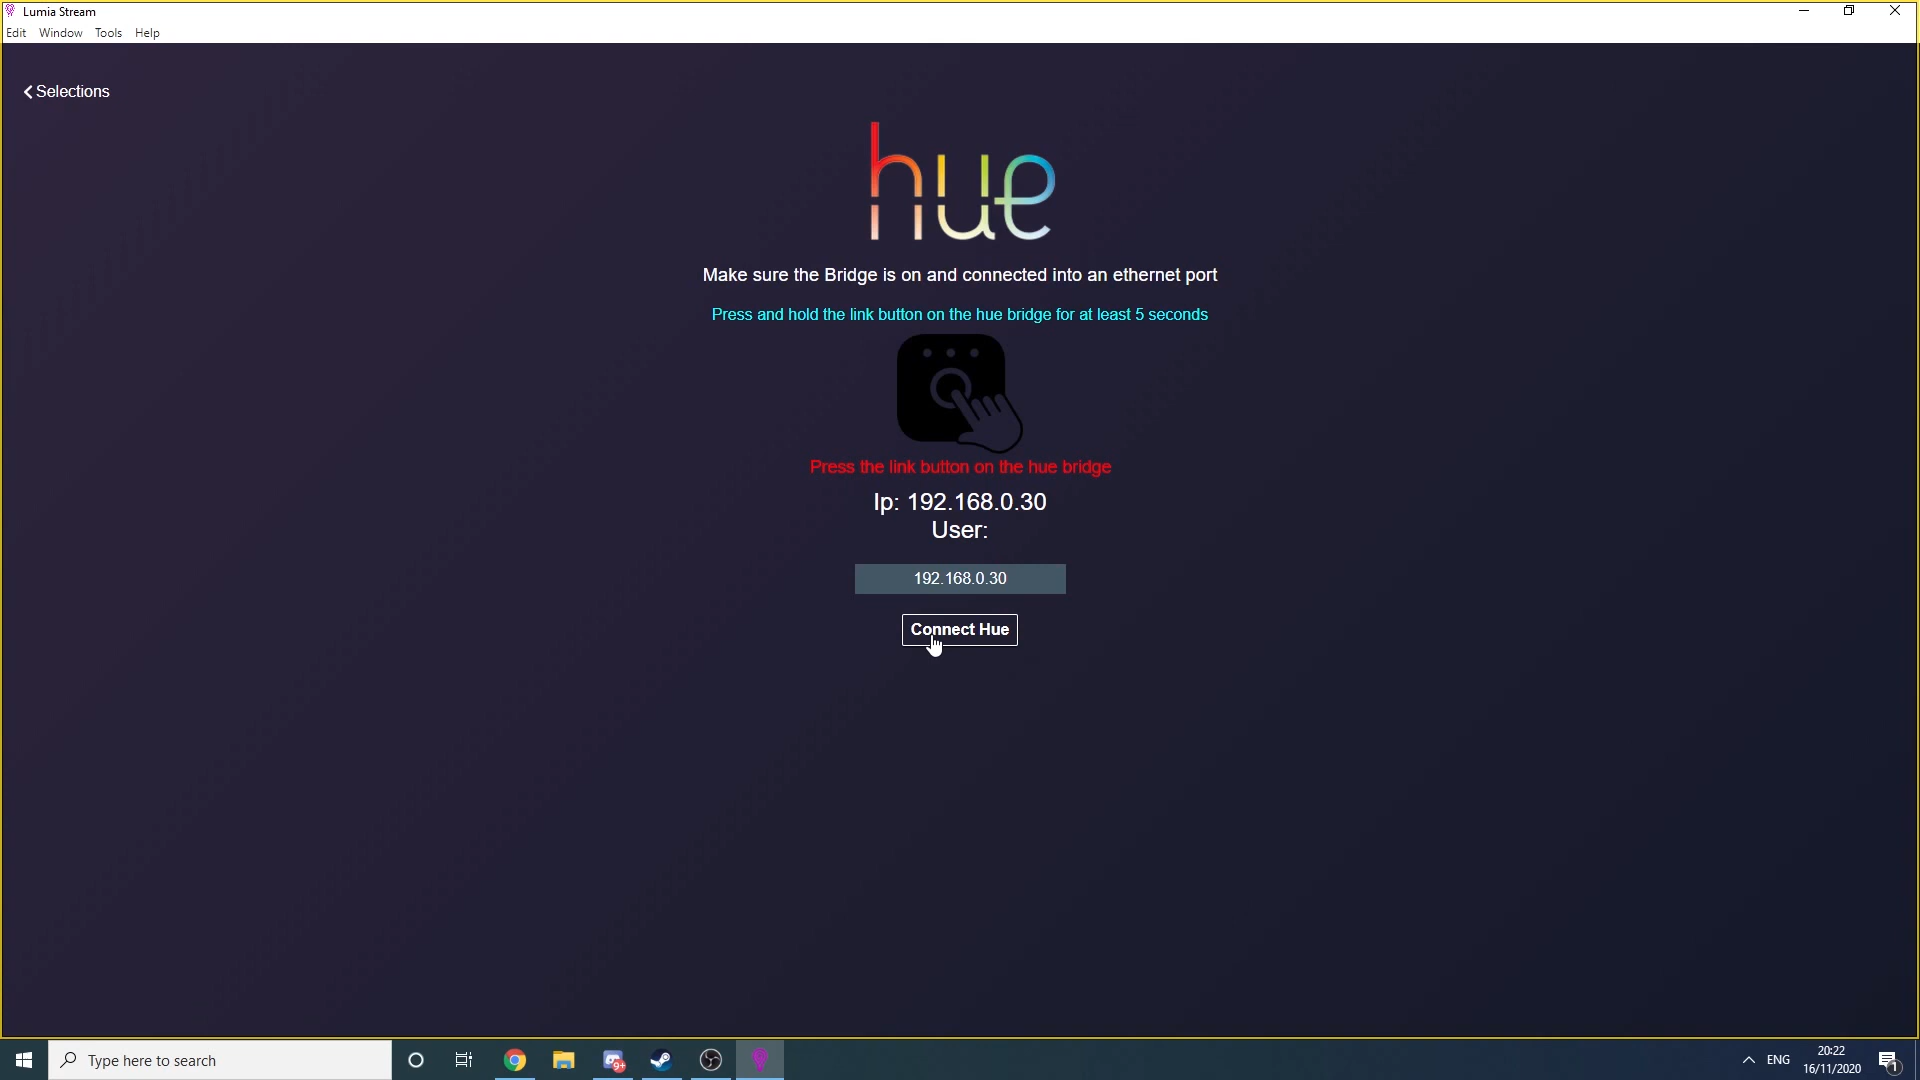 Lumia Stream
Edit Window Tools Help
Selections
hue
Make sure the Bridge is on and connected into an ethernet port
Press and hold the link button on the hue bridge for at least 5 seconds
Press the link button on the hue bridge
Ip: 192.168.0.30
User:
192.168.0.30
Connect Hue
Type here to search
9+
ENG
20:22
16/11/2020
1